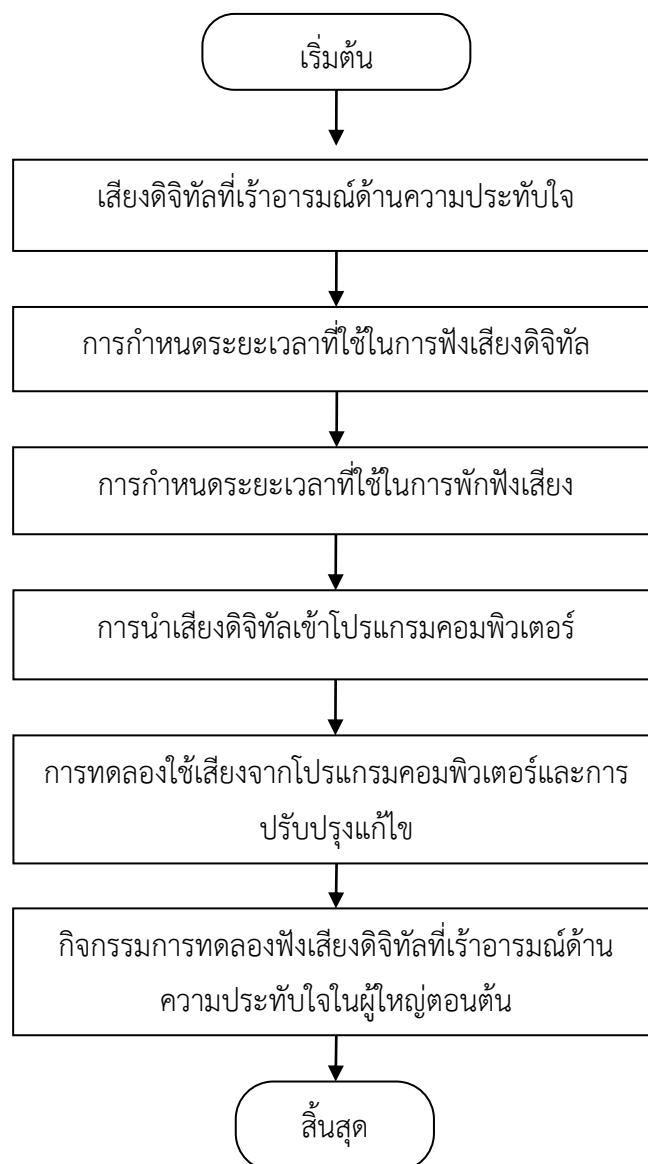 เริ่มต้น
เสียงดิจิทัลที่เร้าอารมณ์ด้านความประทับใจ
การกำหนดระยะเวลาที่ใช้ในการฟังเสียงดิจิทัล
การกำหนดระยะเวลาที่ใช้ในการพักฟังเสียง
การนำเสียงดิจิทัลเข้าโปรแกรมคอมพิวเตอร์
การทดลองใช้เสียงจากโปรแกรมคอมพิวเตอร์และการ
ปรับปรุงแก้ไข
กิจกรรมการทดลองฟังเสียงดิจิทัลที่เร้าอารมณ์ด้าน
ความประทับใจในผู้ใหญ่ตอนต้น
สิ้นสุด